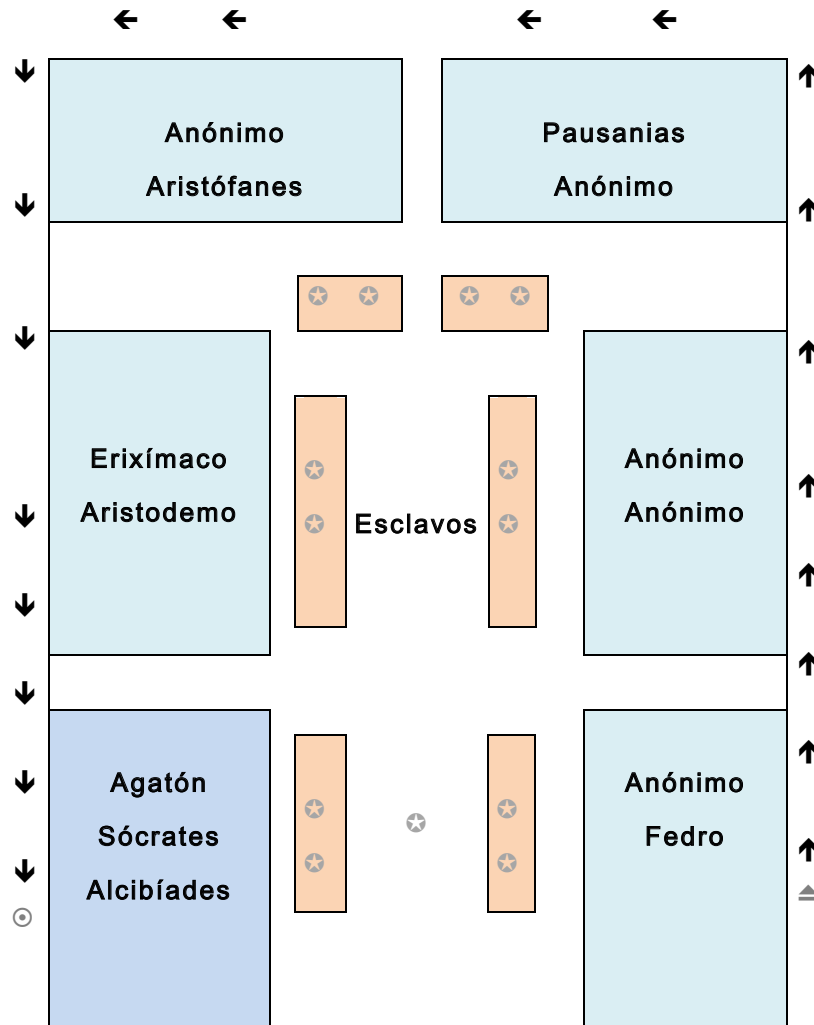 Anónimo
Aristófanes
Pausanias
Anónimo
Erixímaco
Aristodemo
Esclavos
Anónimo
Anónimo
Agatón
Sócrates
Alcibíades
Anónimo
Fedro